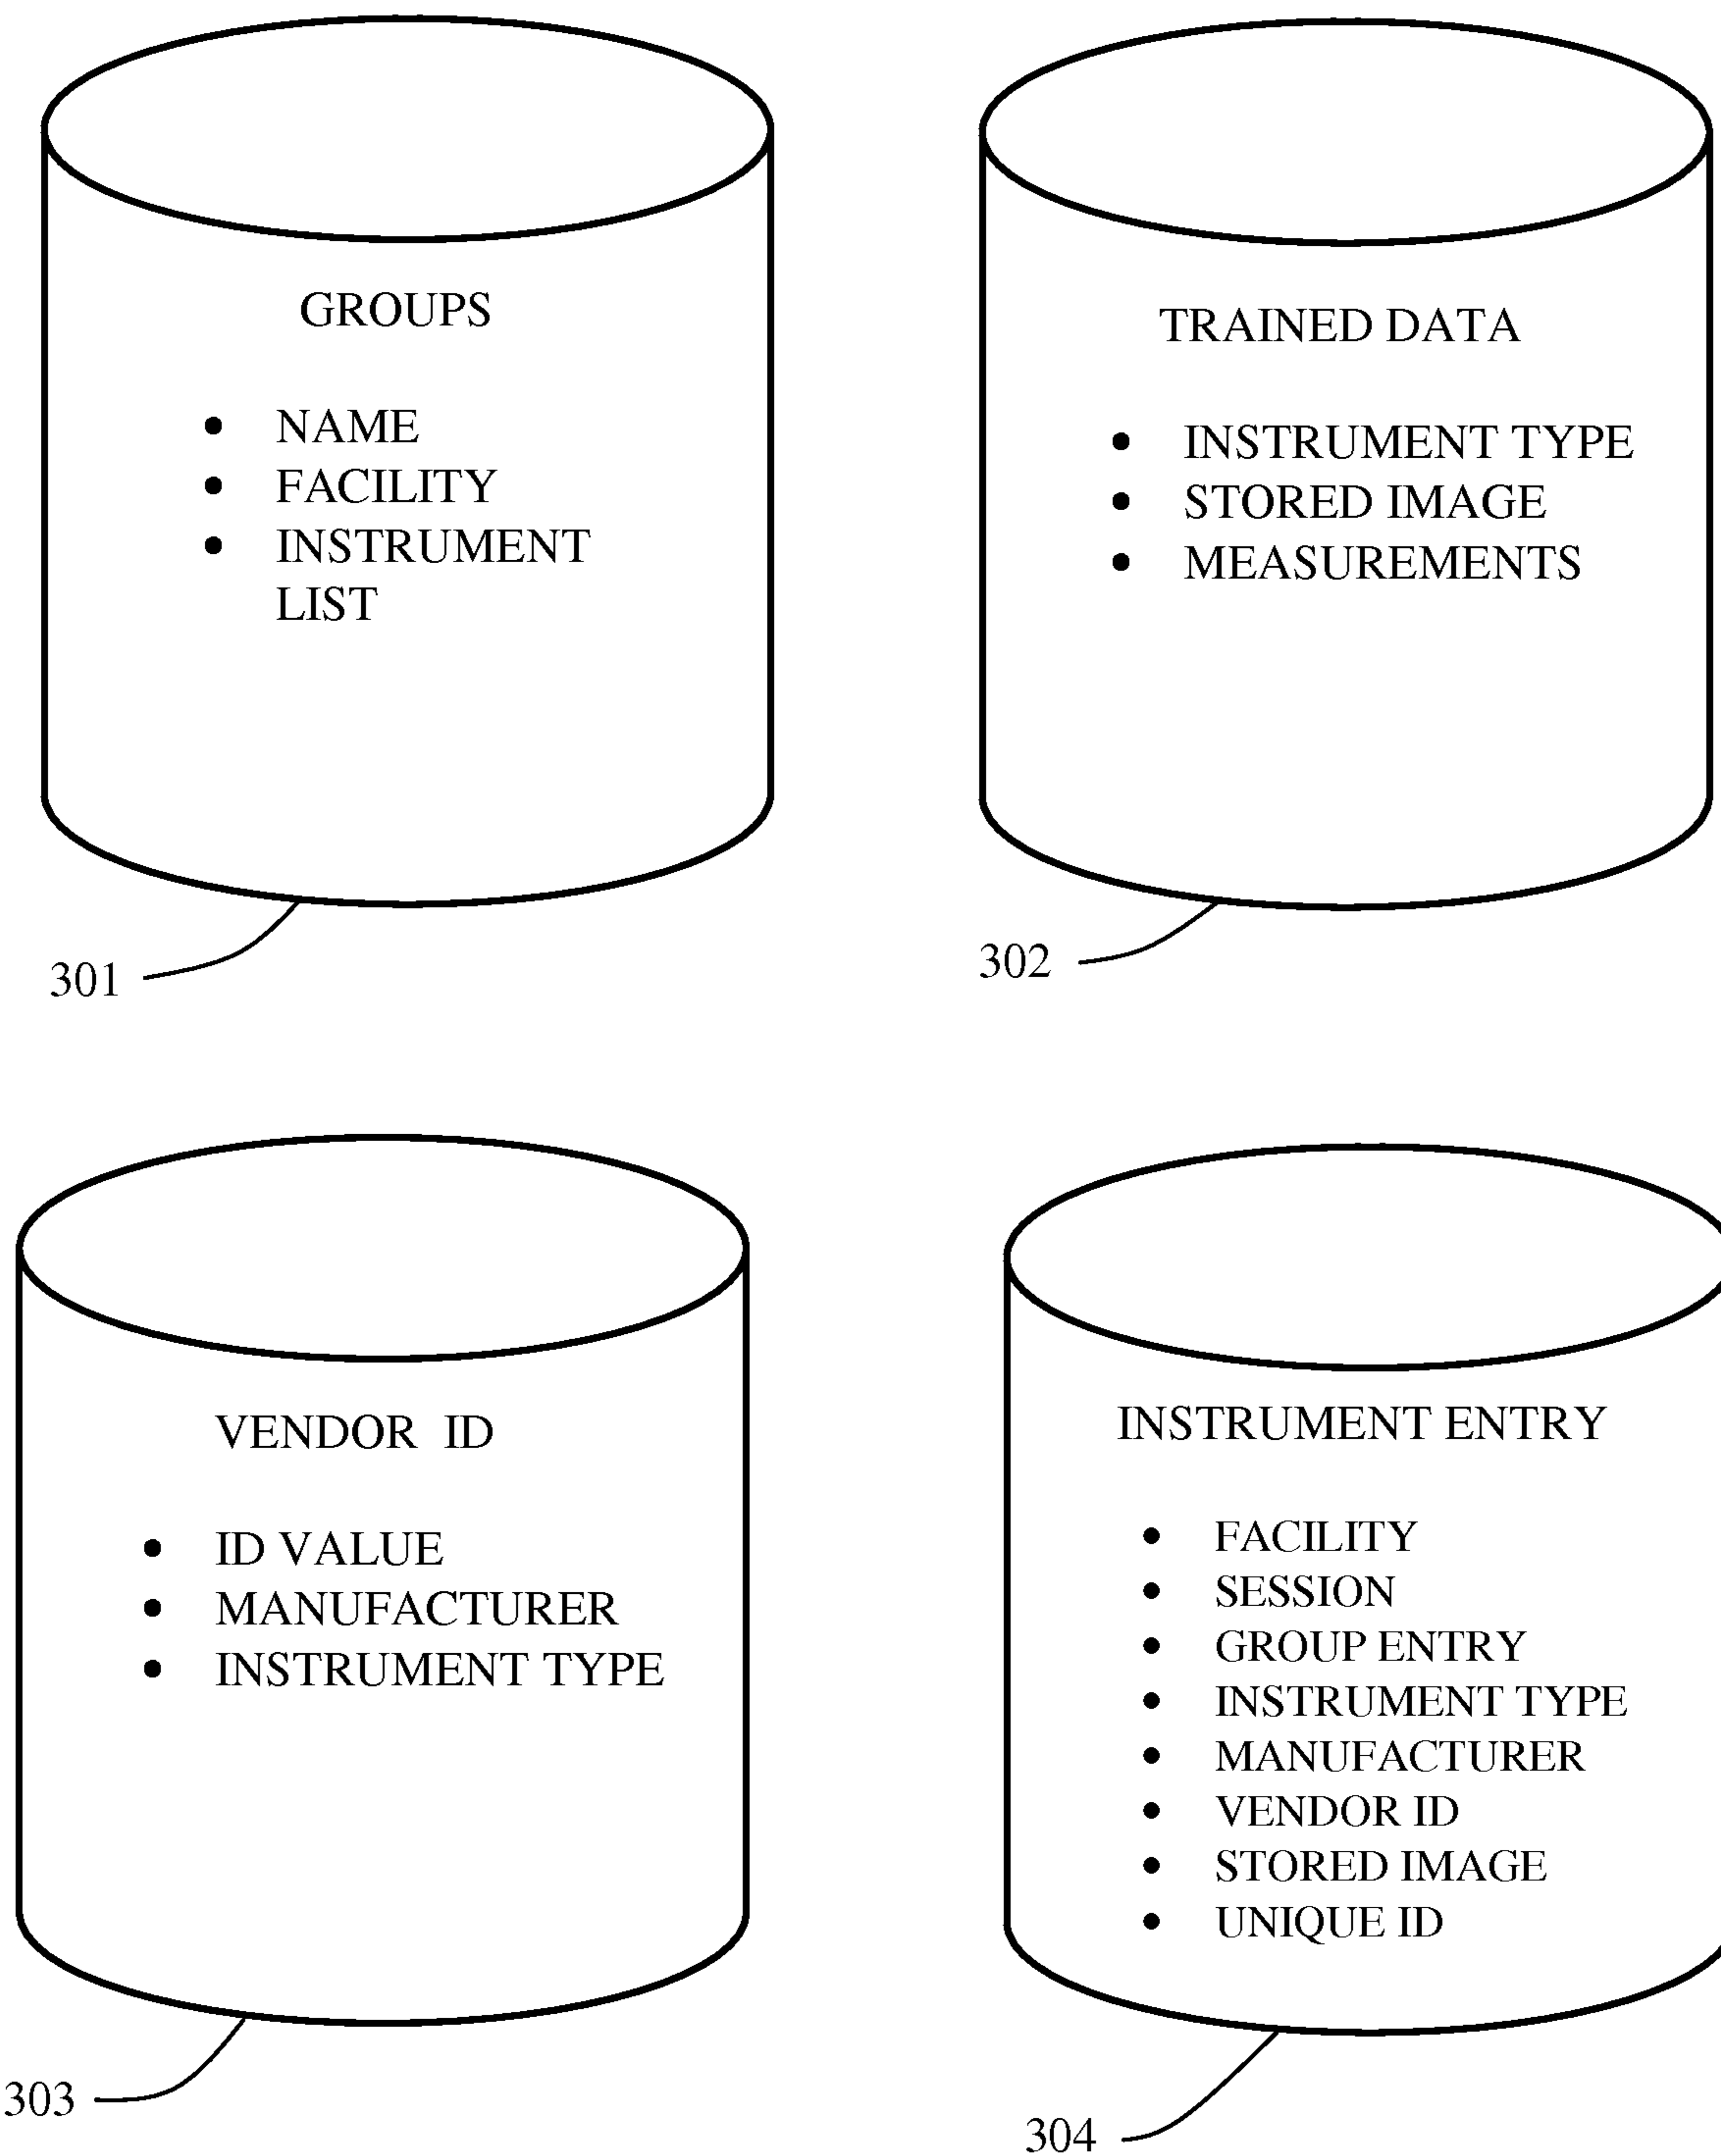 GROUPS
• NAME
• FACILITY
• INSTRUMENT
LIST
301
TRAINED DATA
• INSTRUMENT TYPE
• STORED IMAGE
• MEASUREMENTS
302
VENDOR ID
• ID VALUE
• MANUFACTURER
• INSTRUMENT TYPE
303
INSTRUMENT ENTRY
• FACILITY
• SESSION
• GROUP ENTRY
• INSTRUMENT TYPE
• MANUFACTURER
• VENDOR ID
• STORED IMAGE
• UNIQUE ID
304